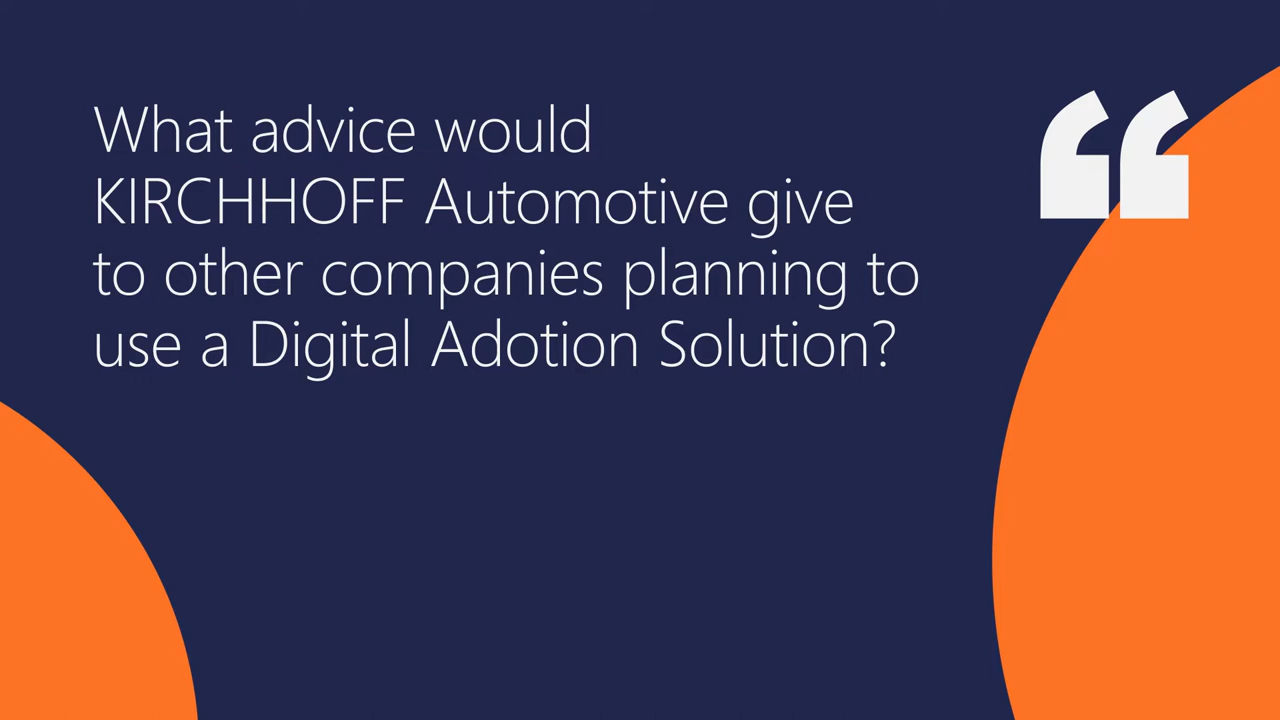 What advice would
KIRCHHOFF Automotive give
to other companies planning to
use a Digital Adotion Solution?